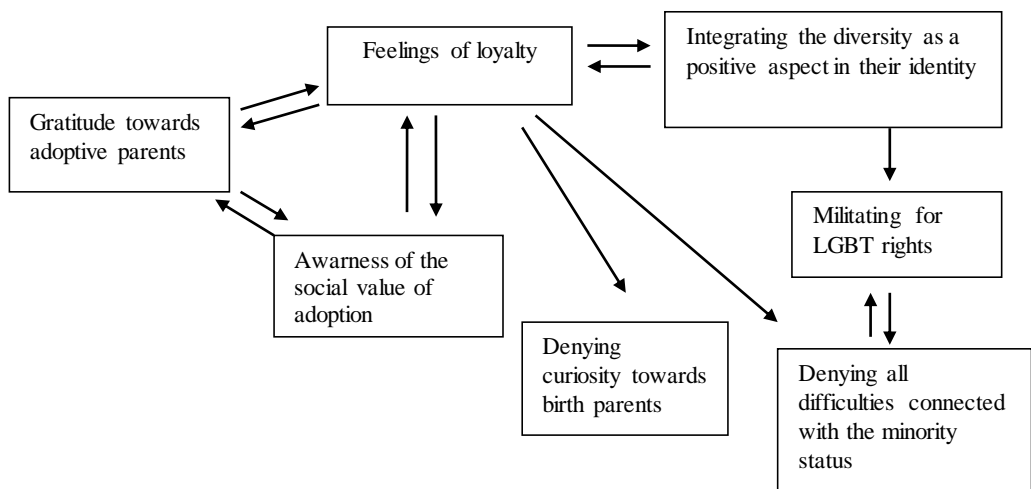 Feelings of loyalty
Integrating the diversity as a
positive aspect in their identity
Gratitude towards
adoptive parents
Militating for
LGBT rights
Awarness of the
social value of
adoption
Denying
curiosity towards
birth parents
Denying all
difficulties connected
with the minority
status